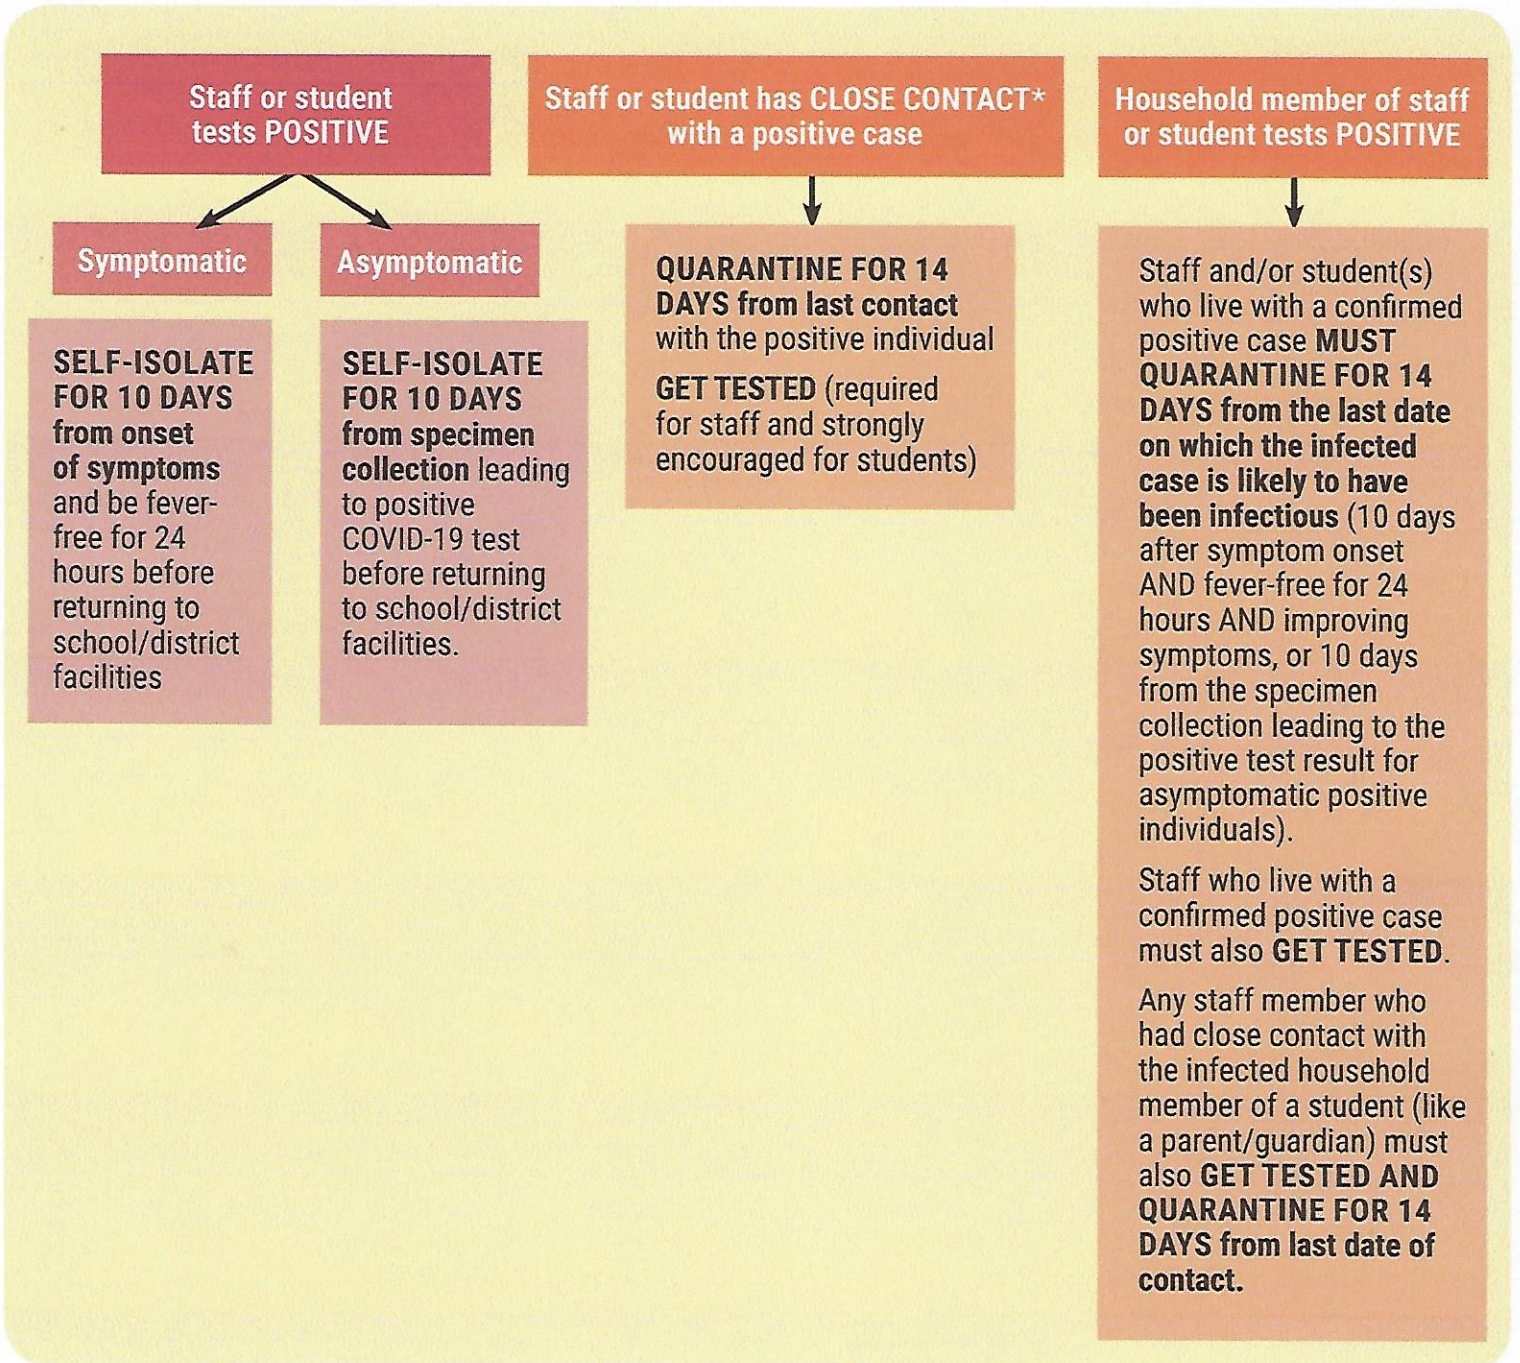 Staff or student
tests POSITIVE
Symptomatic
SELF-ISOLATE
FOR 10 DAYS
from onset
of symptoms
and be fever-
free for 24
hours before
returning to
school/district
facilities
Asymptomatic
SELF-ISOLATE
FOR 10 DAYS
from specimen
collection leading
to positive
COVID-19 test
before returning
to school/district
facilities.
Staff or student has CLOSE CONTACT*
with a positive case
QUARANTINE FOR 14
DAYS from last contact
with the positive individual
GET TESTED (required
for staff and strongly
encouraged for students)
Household member of staff
or student tests POSITIVE
Staff and/or student(s)
who live with a confirmed
positive case MUST
QUARANTINE FOR 14
DAYS from the last date
on which the infected
case is likely to have
been infectious (10 days
after symptom onset
AND fever-free for 24
hours AND improving
symptoms, or 10 days
from the specimen
collection leading to the
positive test result for
asymptomatic positive
individuals).
Staff who live with a
confirmed positive case
must also GET TESTED.
Any staff member who
had close contact with
the infected household
member of a student (like
a parent/guardian) must
also GET TESTED AND
QUARANTINE FOR 14
DAYS from last date of
contact.